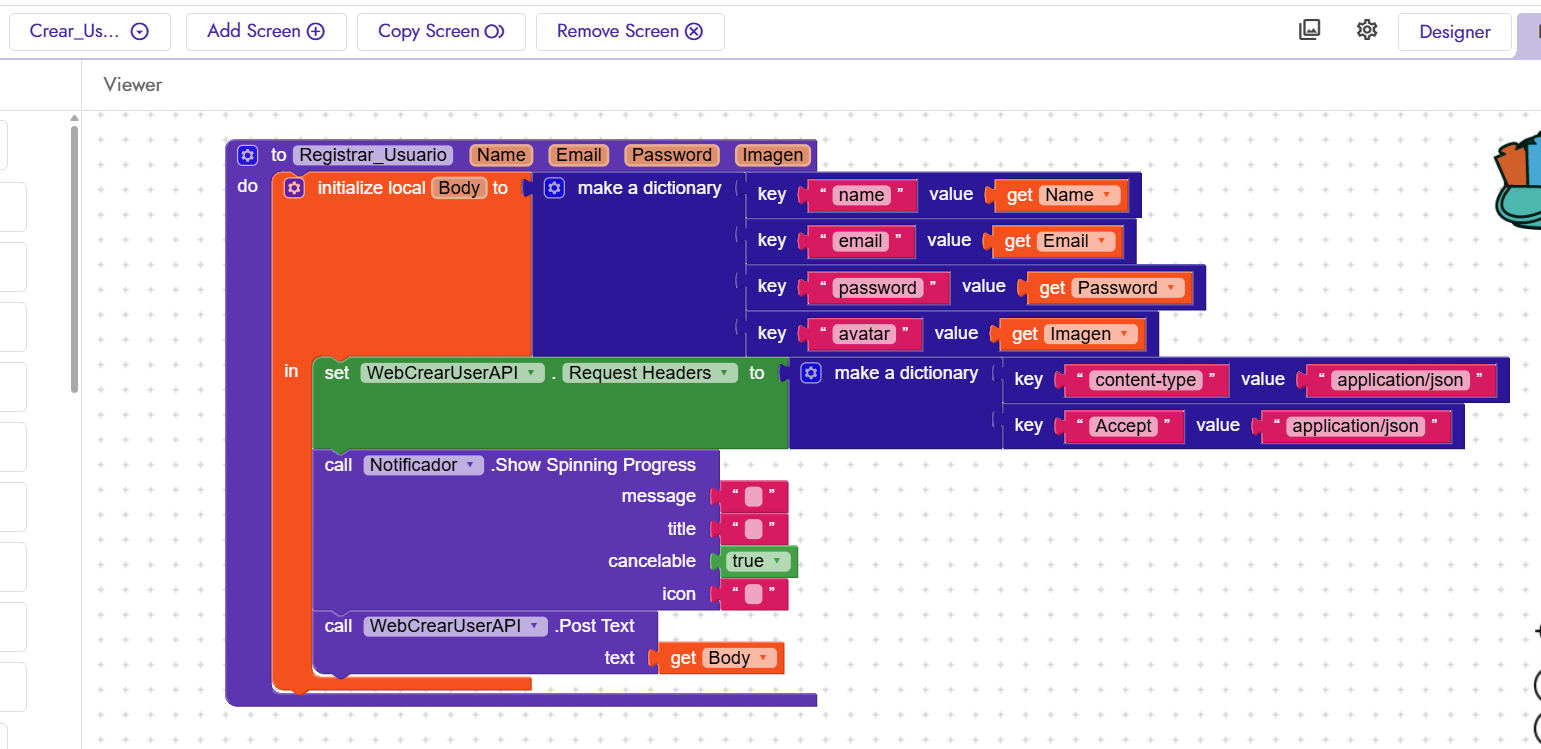 Crear_Us... Add Screen Copy Screen Remove Screen Designer
Viewer
to Registrar_Usuario Name Email Password Imagen
do initialize local Body to make a dictionary key “ name ” value get Name
key “ email ” value get Email
key “ password ” value get Password
key “ avatar ” value get Imagen
in set WebCrearUserAPI . Request Headers to make a dictionary key “ content-type ” value “ application/json ”
key “ Accept ” value “ application/json ”
call Notificador .Show Spinning Progress
message “ ”
title “ ”
cancelable true
icon “ ”
call WebCrearUserAPI .Post Text
text get Body